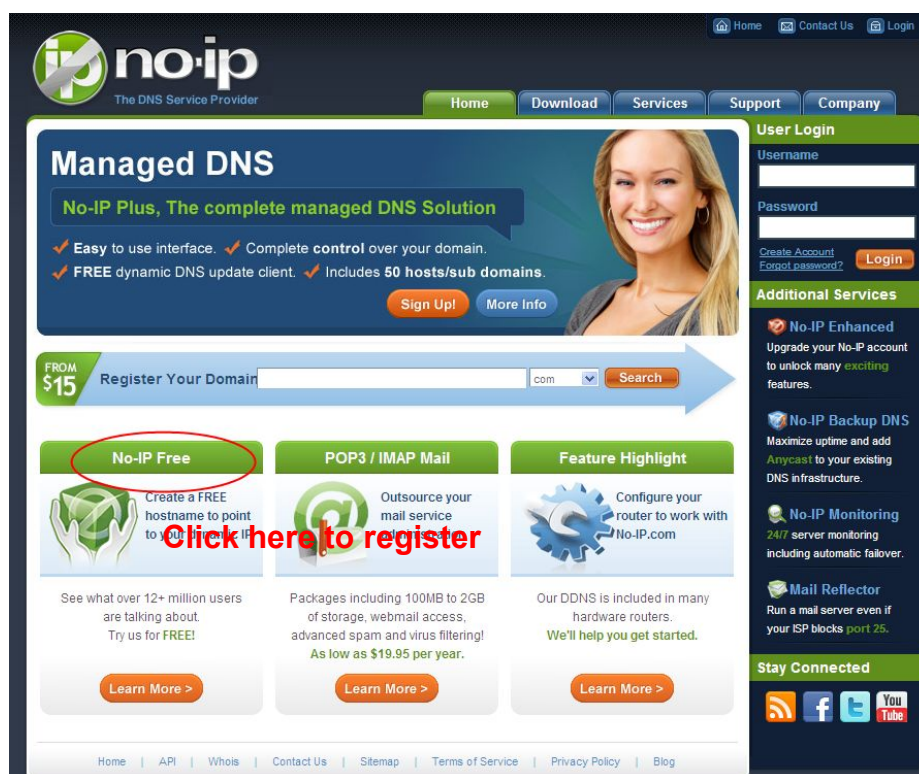 Home Contact Us Login
ip no·ip
The DNS Service Provider
Home Download Services Support Company
Managed DNS
No-IP Plus, The complete managed DNS Solution
Easy to use interface. Complete control over your domain.
FREE dynamic DNS update client. Includes 50 hosts/sub domains.
Sign Up! More Info
User Login
Username
Password
Create Account
Forgot password?
Login
FROM
$15
Register Your Domain com Search
No-IP Free
Create a FREE
hostname to point
to your dynamic IP
Click here to register
See what over 12+ million users
are talking about.
Try us for FREE!
Learn More >
POP3 / IMAP Mail
Outsource your
mail service
See
Packages including 100MB to 2GB
of storage, webmail access,
advanced spam and virus filtering!
As low as $19.95 per year.
Learn More >
Feature Highlight
Configure your
router to work with
No-IP.com
Our DDNS is included in many
hardware routers.
We'll help you get started.
Learn More >
Additional Services
No-IP Enhanced
Upgrade your No-IP account
to unlock many exciting
features.
No-IP Backup DNS
Maximize uptime and add
Anycast to your existing
DNS infrastructure.
No-IP Monitoring
24/7 server monitoring
including automatic failover.
Mail Reflector
Run a mail server even if
your ISP blocks port 25.
Stay Connected
You
Tube
Home | API | Whois | Contact Us | Sitemap | Terms of Service | Privacy Policy | Blog